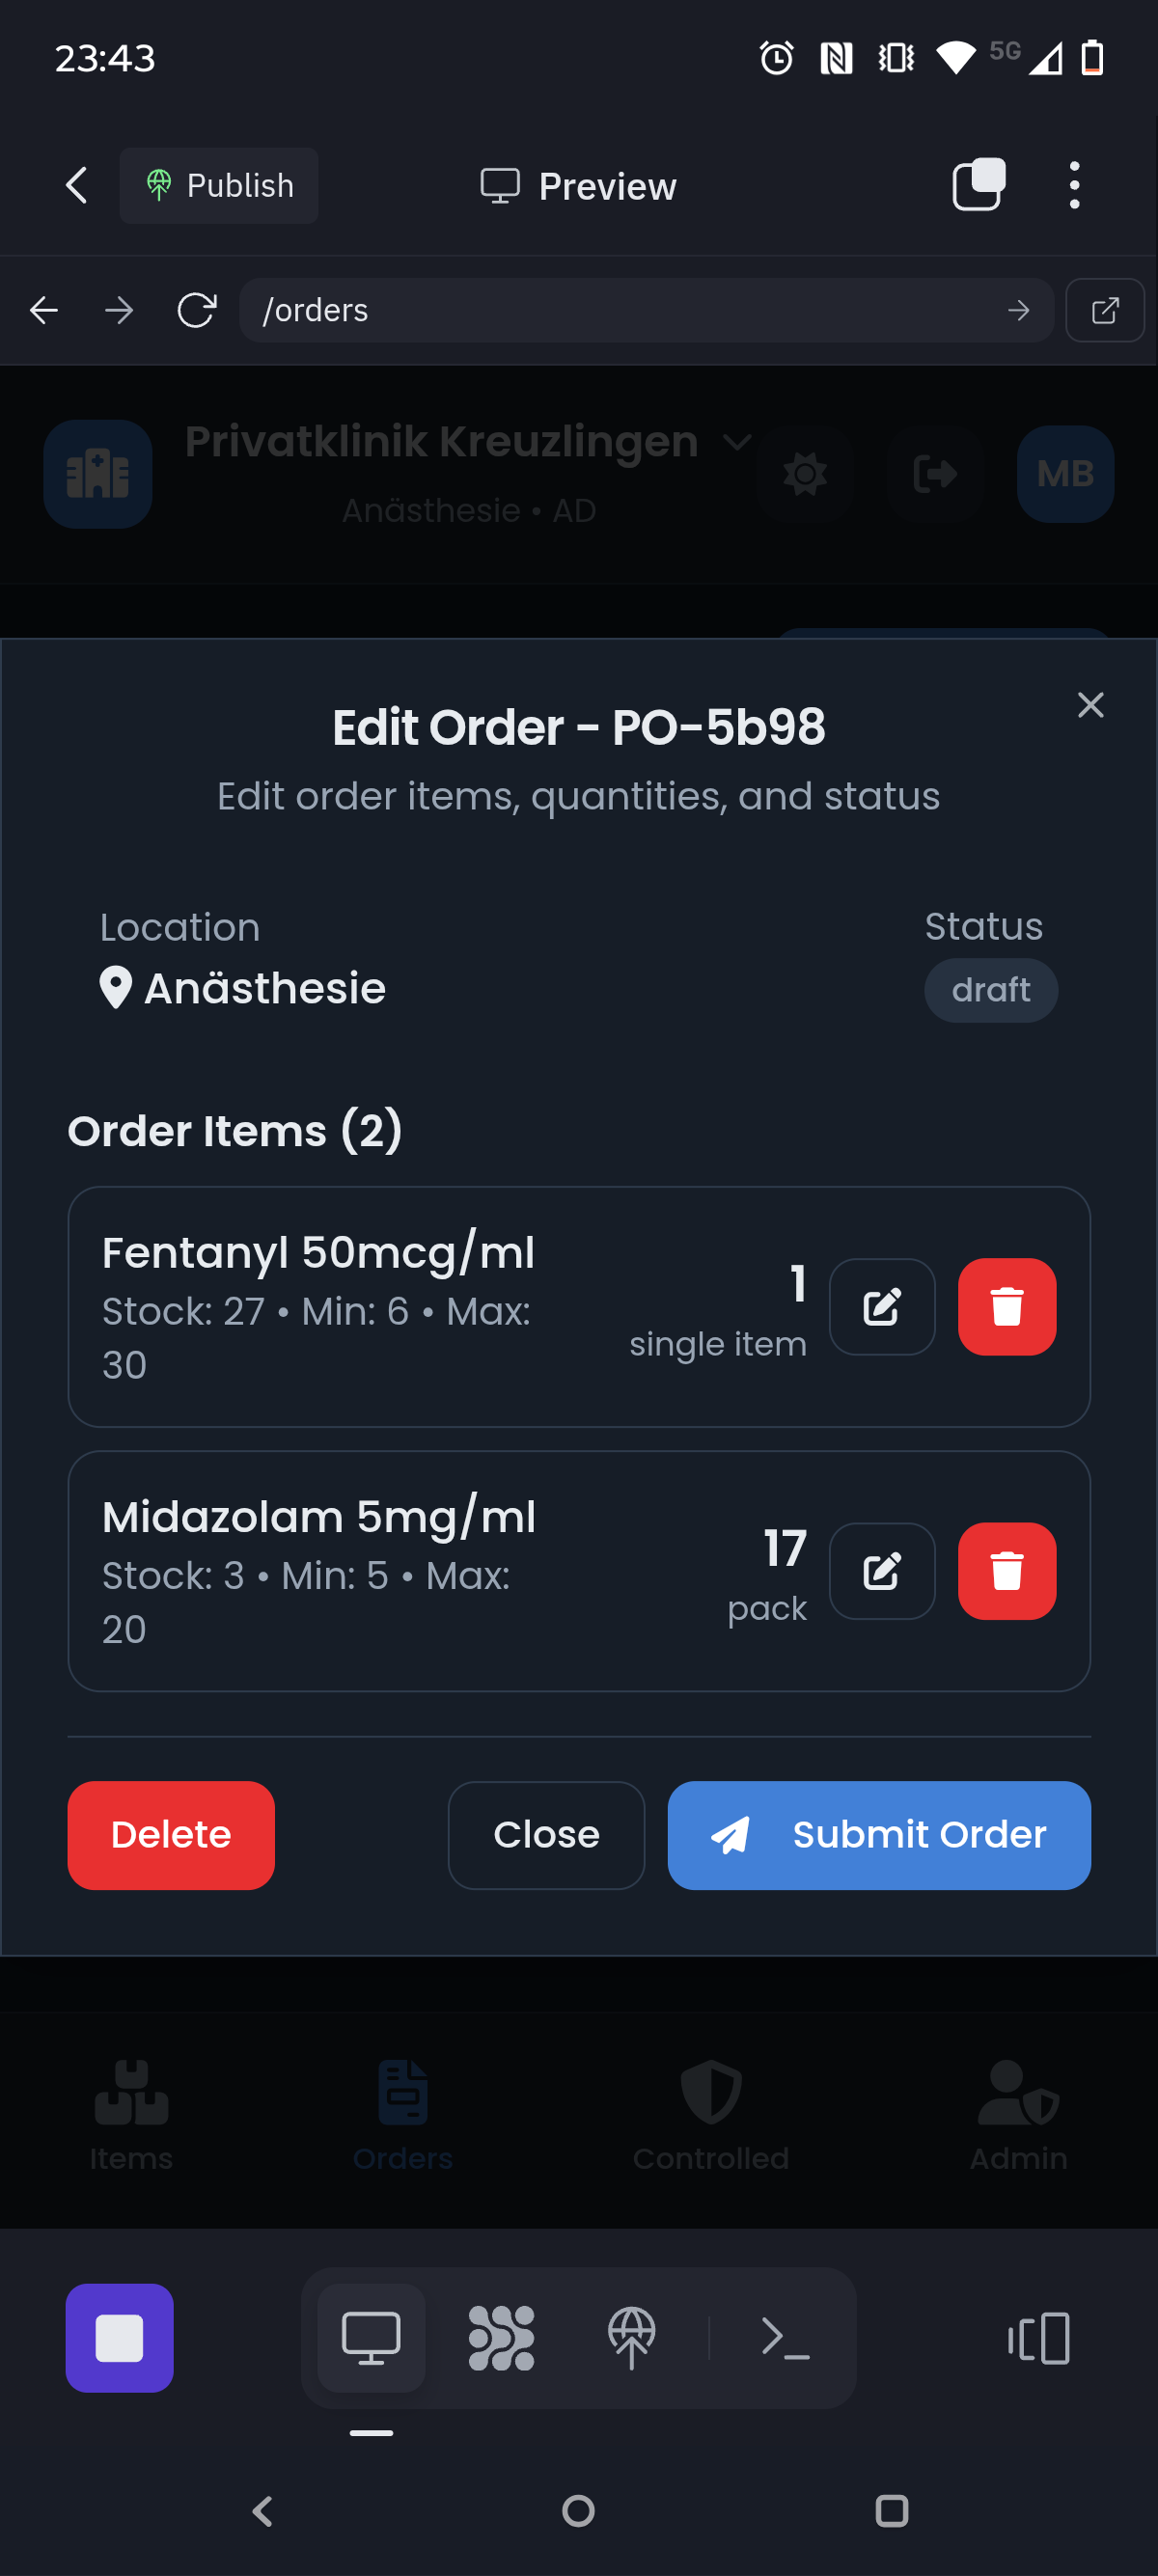 23:43
5G
Publish
Preview
/orders
Privatklinik Kreuzlingen
Anästhesie • AD
MB
Edit Order - PO-5b98
Edit order items, quantities, and status
Location
Status
Anästhesie
draft
Order Items (2)
Fentanyl 50mcg/ml
Stock: 27 • Min: 6 • Max:
30
1
single item
Midazolam 5mg/ml
Stock: 3 • Min: 5 • Max:
20
17
pack
Delete
Close
Submit Order
Items
Orders
Controlled
Admin